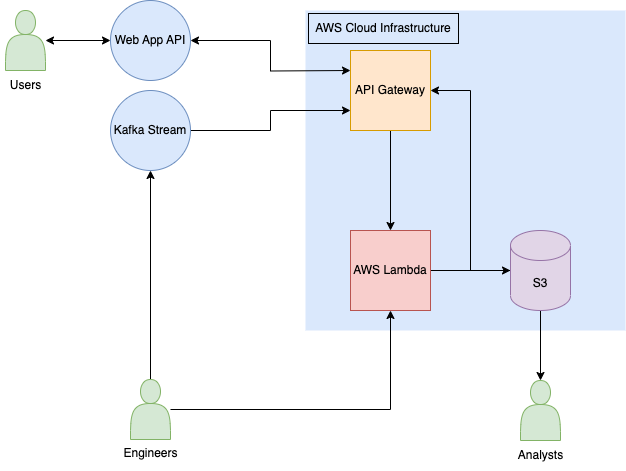 AWS Cloud Infrastructure
Web App API
Users
API Gateway
Kafka Stream
AWS Lambda
S3
Engineers
Analysts